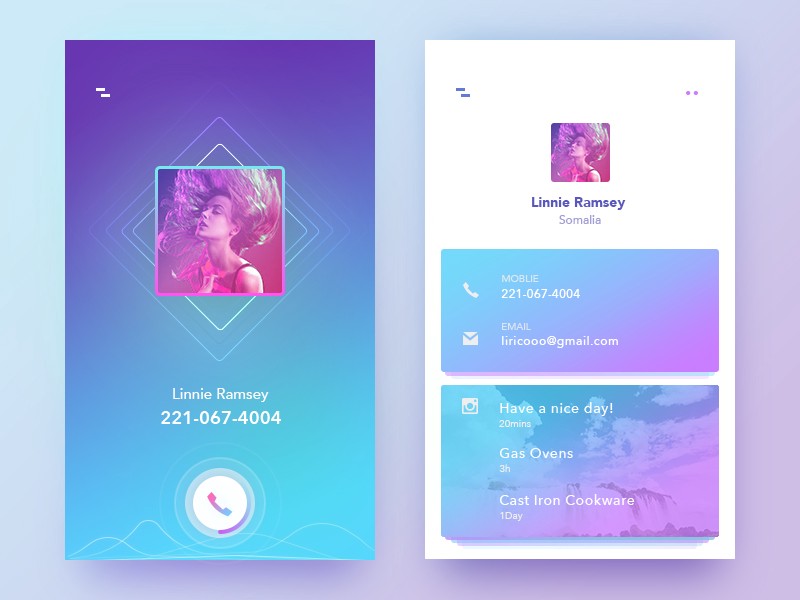 Linnie Ramsey
221-067-4004
Linnie Ramsey
Somalia
MOBLIE
221-067-4004
EMAIL
liricooo@gmail.com
Have a nice day!
20mins
Gas Ovens
3h
Cast Iron Cookware
1Day